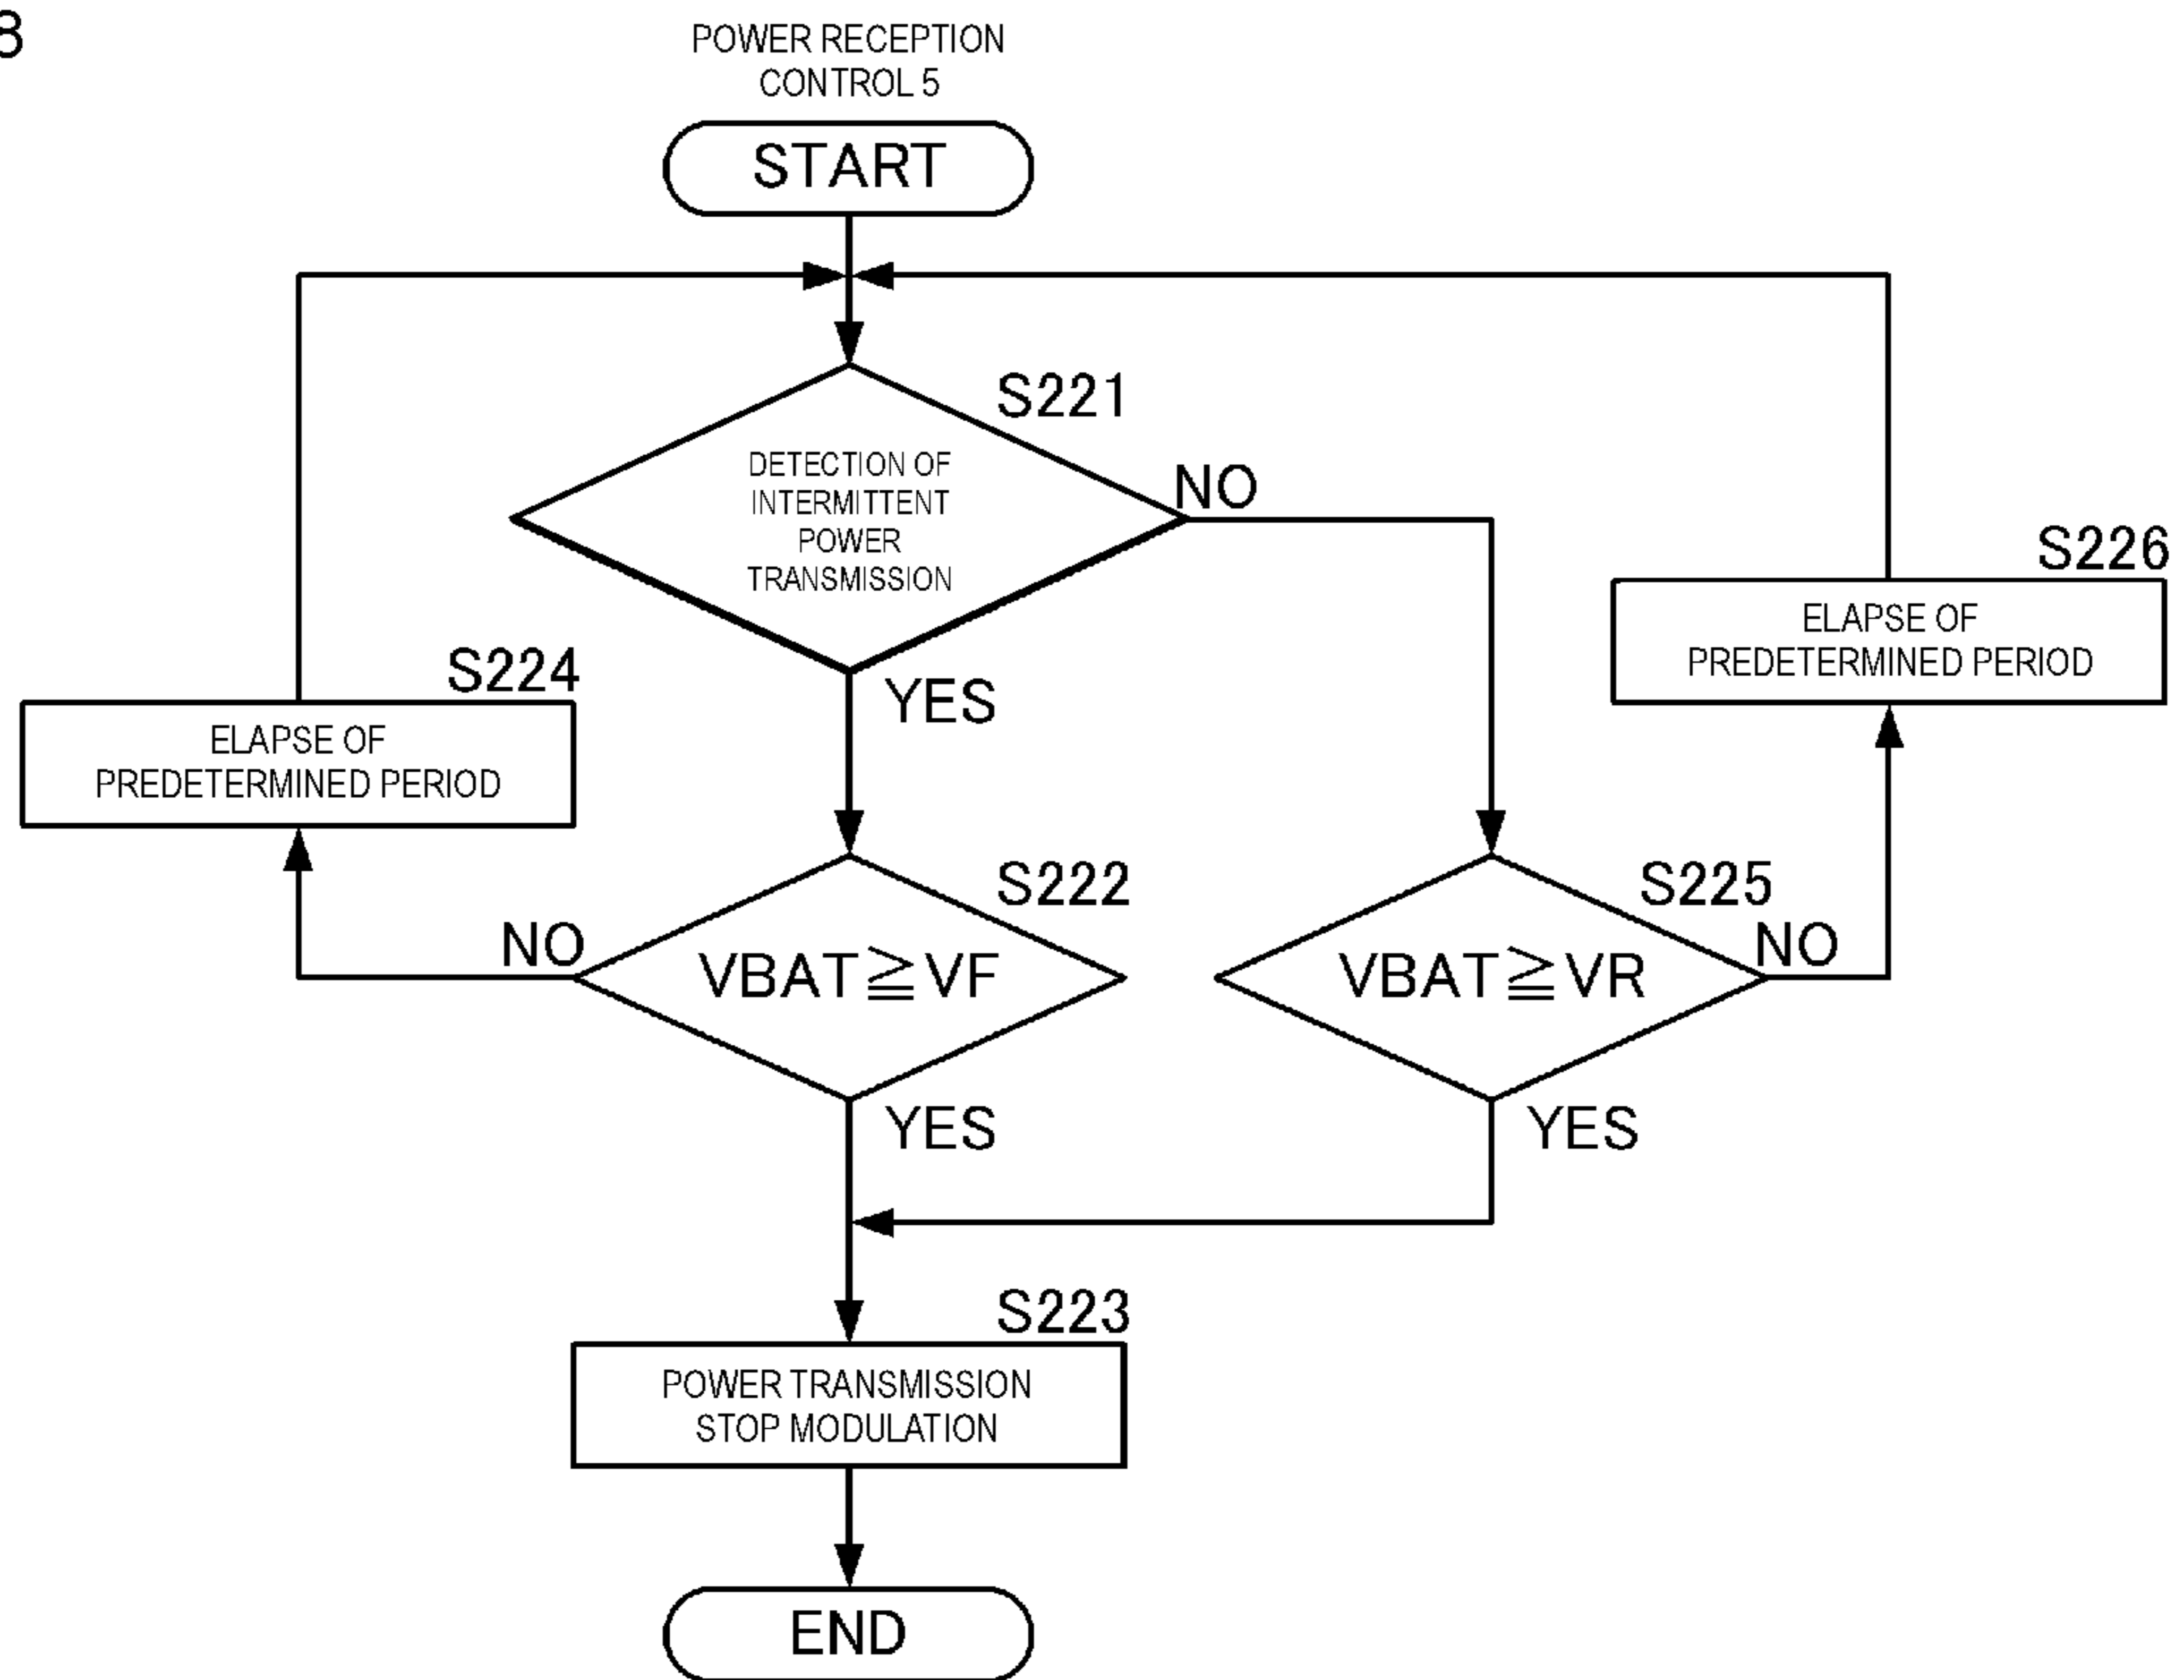 8
POWER RECEPTION
CONTROL 5
START
S221
DETECTION OF
INTERMITTENT
POWER
TRANSMISSION
NO
YES
S226
ELAPSE OF
PREDETERMINED PERIOD
S224
ELAPSE OF
PREDETERMINED PERIOD
S222
VBAT≧VF
NO
YES
S225
VBAT≧VR
NO
YES
S223
POWER TRANSMISSION
STOP MODULATION
END